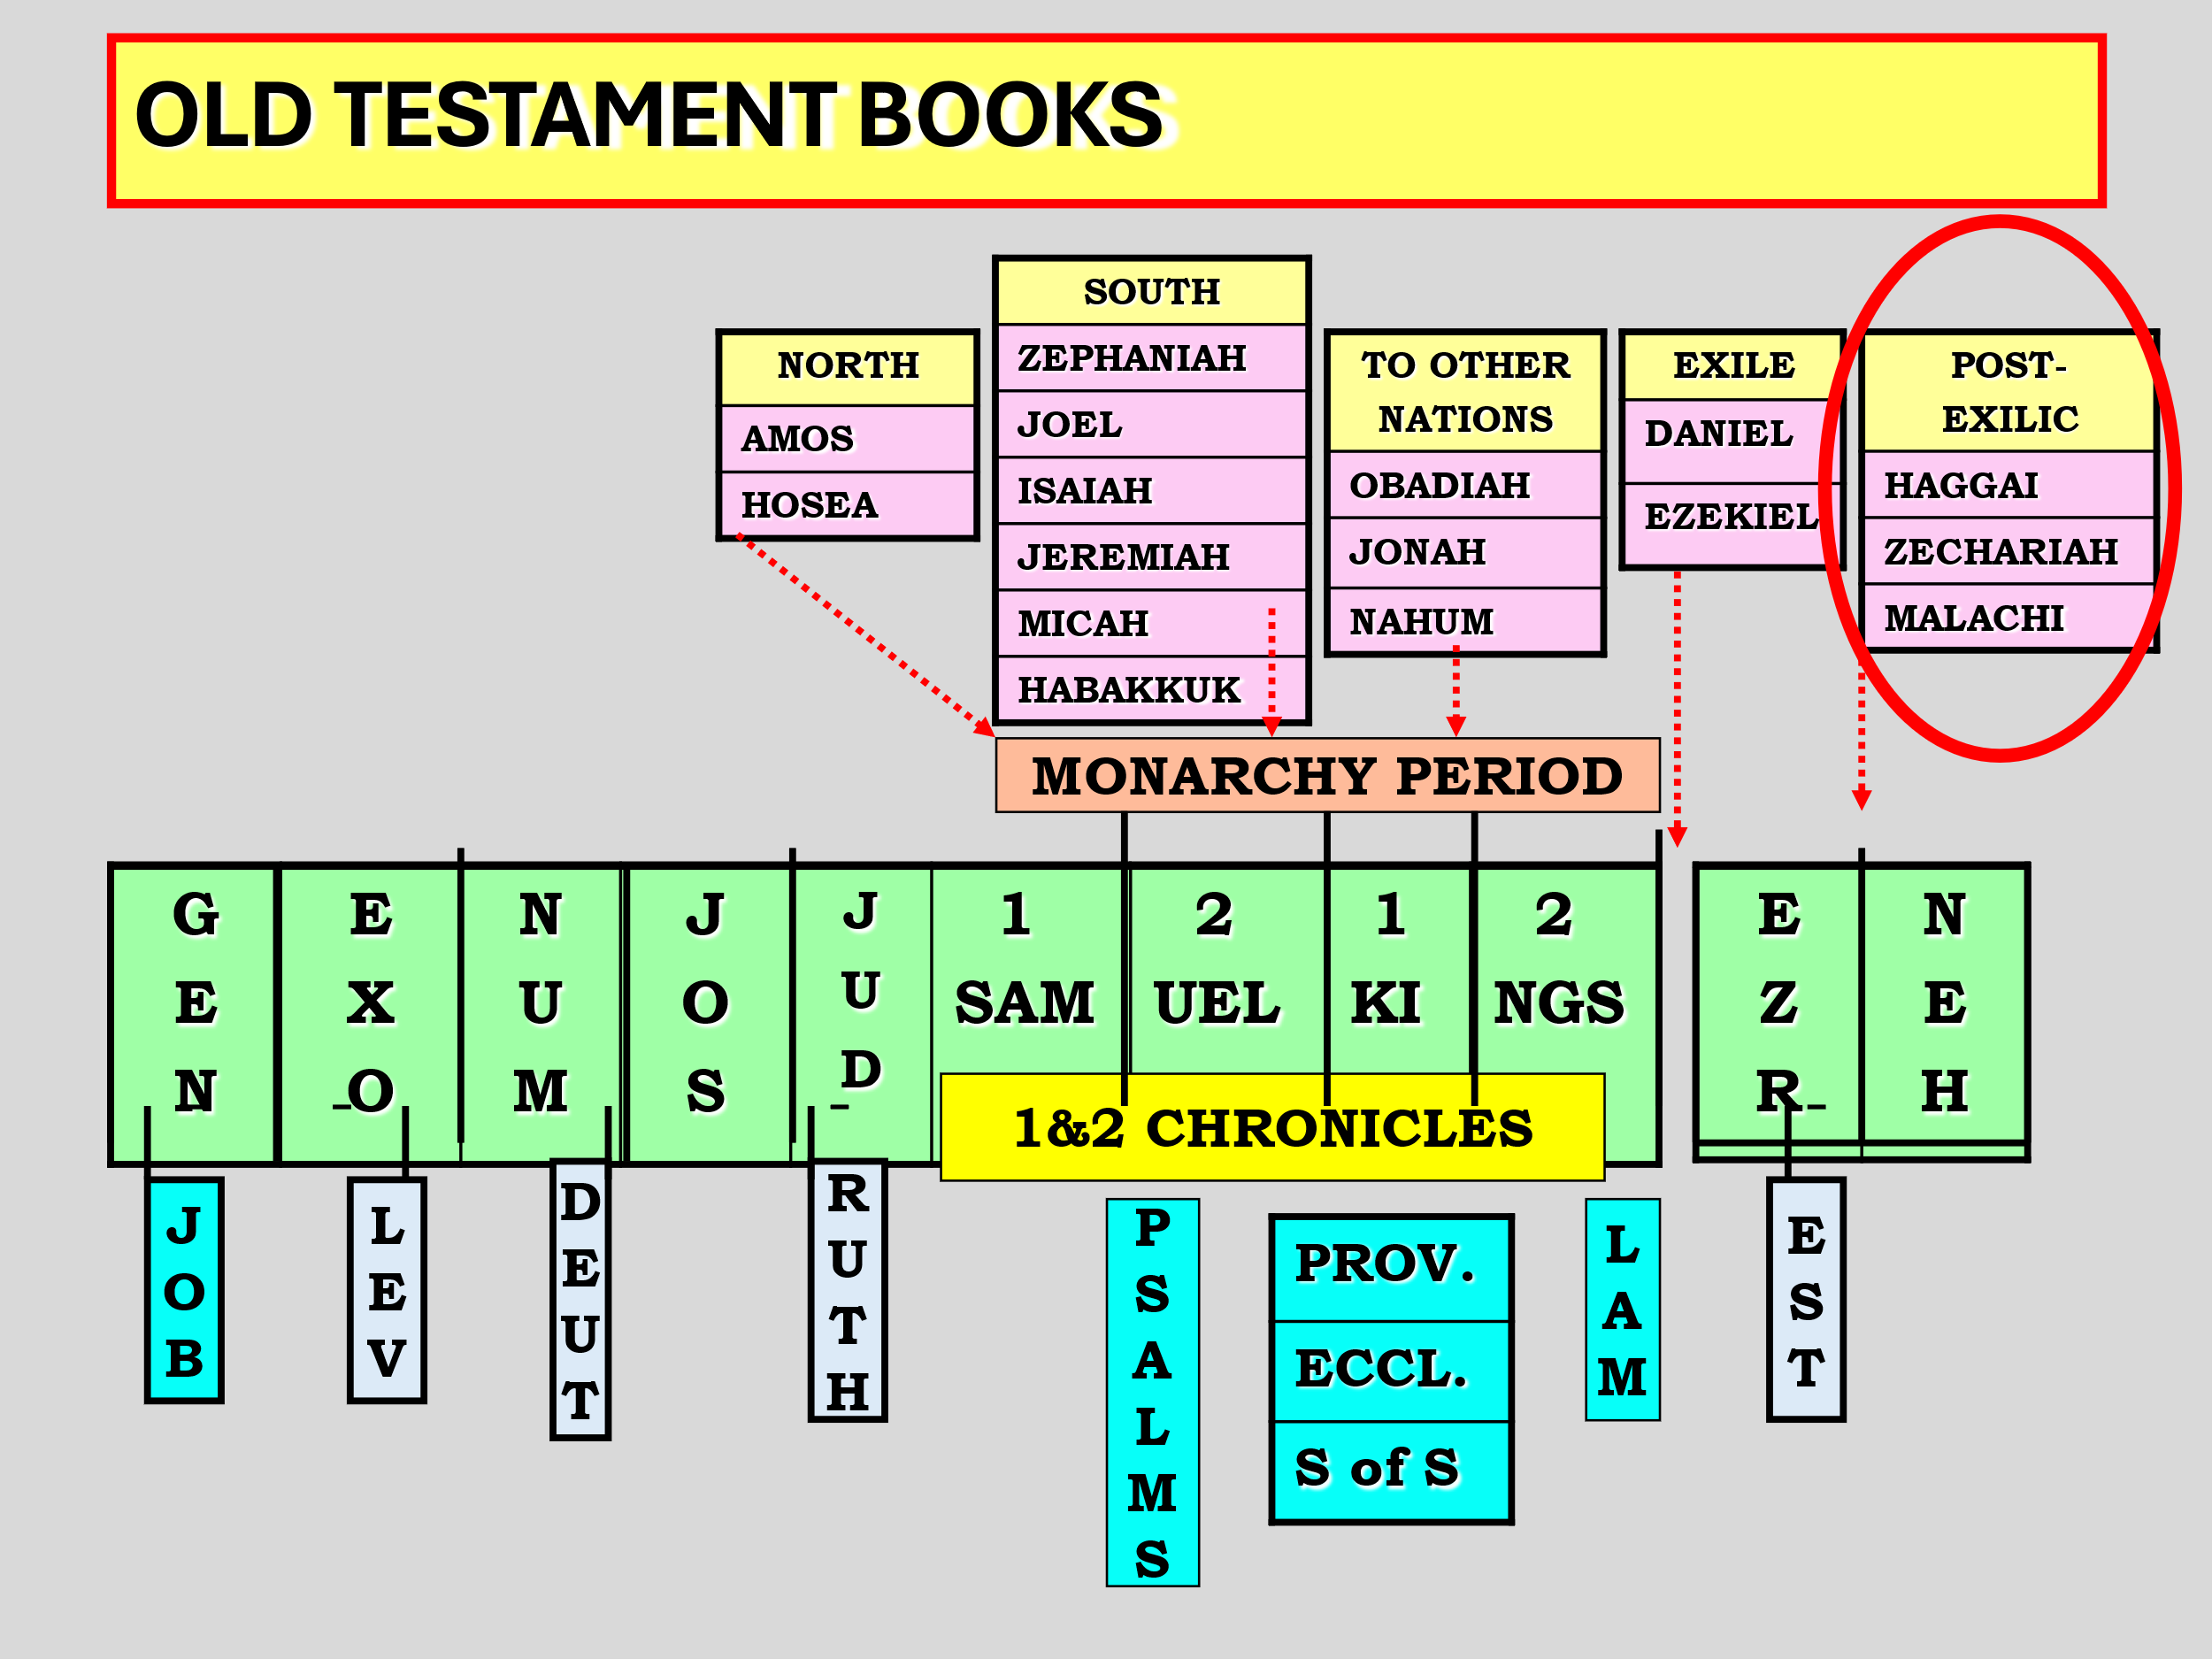 OLD TESTAMENT BOOKS
NORTH
AMOS
HOSEA
SOUTH
ZEPHANIAH
JOEL
ISAIAH
JEREMIAH
MICAH
HABAKKUK
TO OTHER
NATIONS
OBADIAH
JONAH
NAHUM
EXILE
DANIEL
EZEKIEL
POST-
EXILIC
HAGGAI
ZECHARIAH
MALACHI
MONARCHY PERIOD
G
E
N
E
X
O
N
U
M
J
O
S
J
U
D
1
SAM
2
UEL
1
KI
2
NGS
E
Z
R
N
E
H
1&2 CHRONICLES
J
O
B
L
E
V
D
E
U
T
R
U
T
H
P
S
A
L
M
S
PROV.
ECCL.
S of S
L
A
M
E
S
T